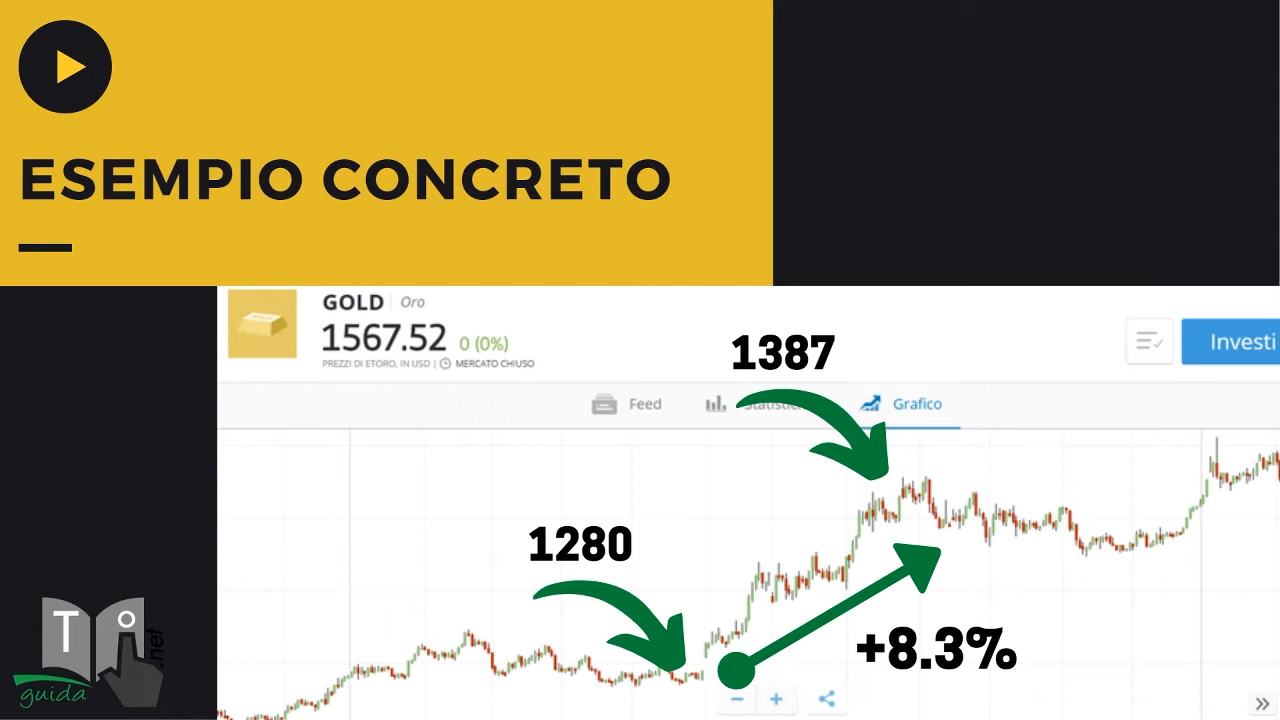 ESEMPIO CONCRETO
GOLD Oro
1567.52 0 (0%)
PREZZI DI ETORO, IN USD | MERCATO CHIUSO
Investi
1387
Feed
Grafico
1280
+8.3%
T O
.net
guida